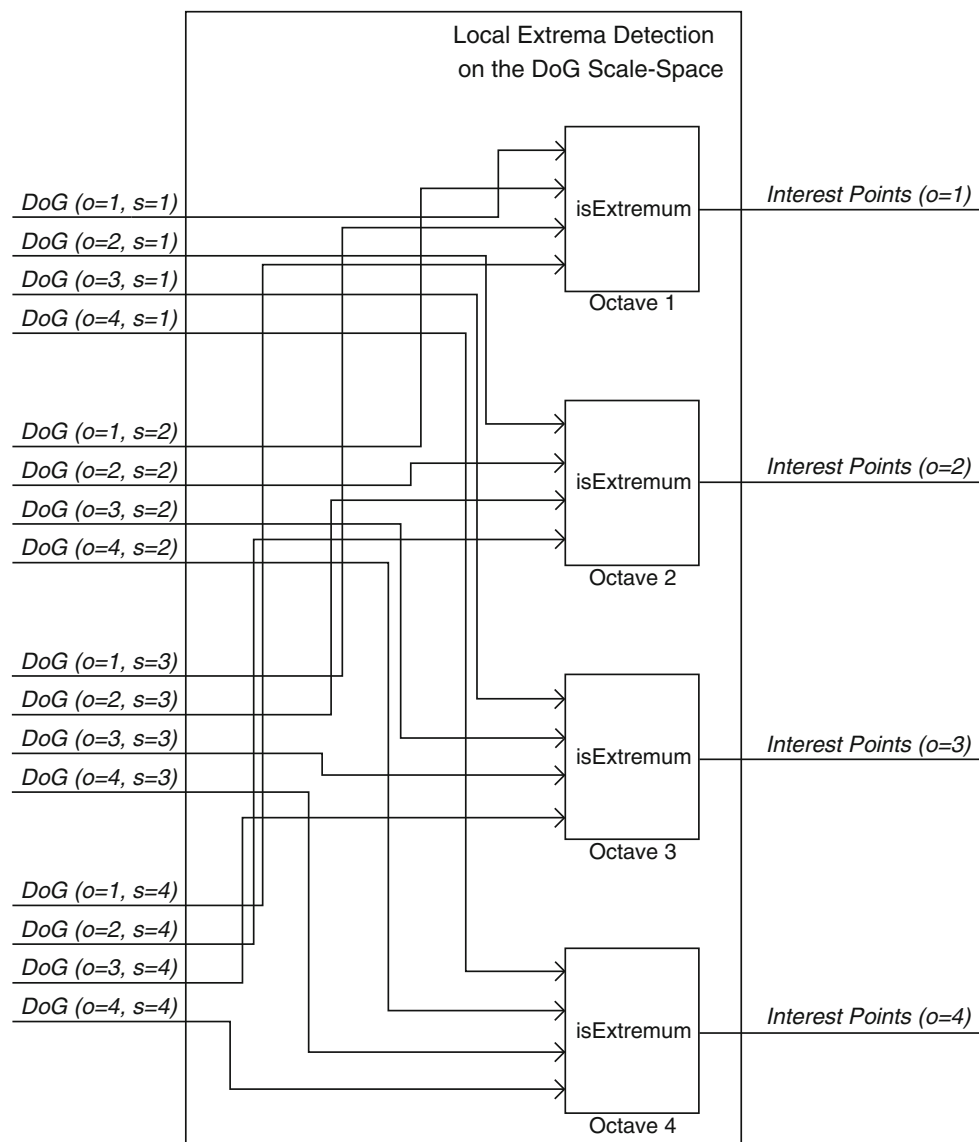 Local Extrema Detection
on the DoG Scale-Space
DoG (o=1, s=1)
DoG (o=2, s=1)
DoG (o=3, s=1)
DoG (o=4, s=1)
DoG (o=1, s=2)
DoG (o=2, s=2)
DoG (o=3, s=2)
DoG (o=4, s=2)
DoG (o=1, s=3)
DoG (o=2, s=3)
DoG (o=3, s=3)
DoG (o=4, s=3)
DoG (o=1, s=4)
DoG (o=2, s=4)
DoG (o=3, s=4)
DoG (o=4, s=4)
isExtremum
Octave 1
isExtremum
Octave 2
isExtremum
Octave 3
isExtremum
Octave 4
Interest Points (o=1)
Interest Points (o=2)
Interest Points (o=3)
Interest Points (o=4)